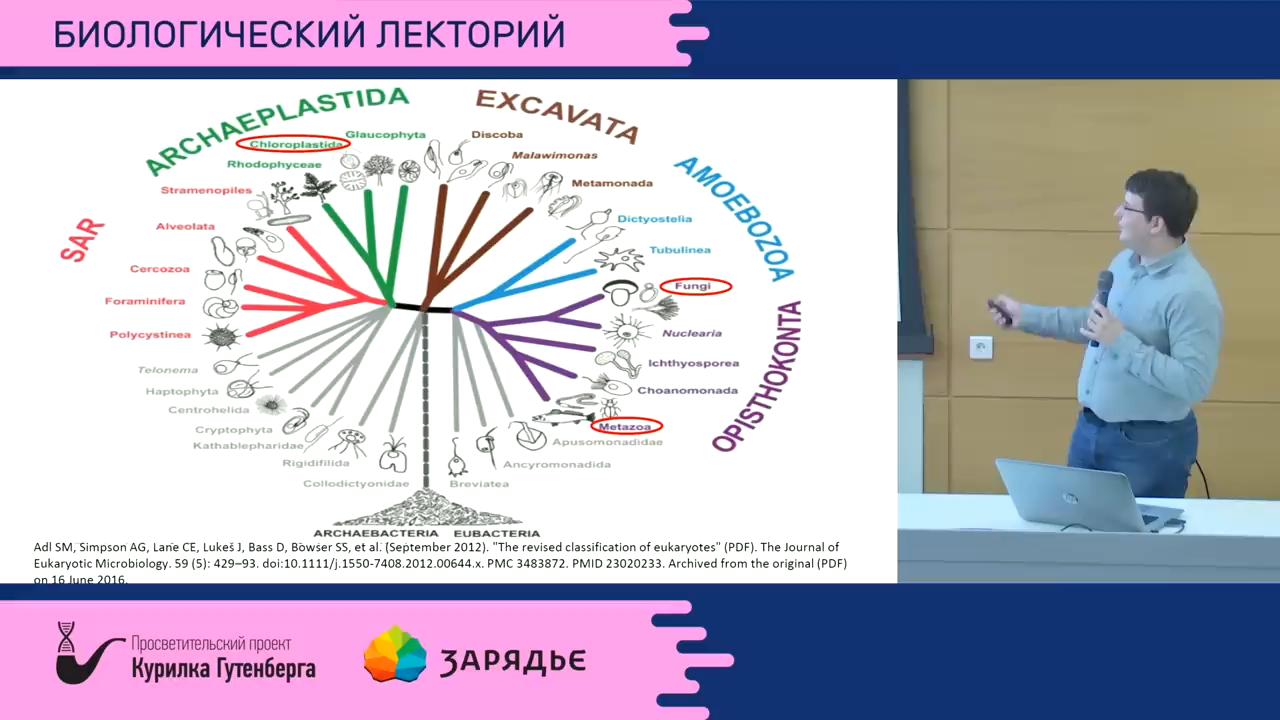 БИОЛОГИЧЕСКИЙ ЛЕКТОРИЙ
ARCHAEPLASTIDA
EXCAVATA
AMOEBOZOA
OPISTHOKONTA
SAR
Glaucophyta
Chloroplastida
Rhodophyceae
Stramenopiles
Alveolata
Cercozoa
Foraminifera
Polycystinea
Telonema
Haptophyta
Centrohelida
Cryptophyta
Kathablepharidae
Rigidifilida
Collodictyonidae
Discoba
Malawimonas
Metamonada
Dictyostelia
Tubulinea
Fungi
Nuclearia
Ichthyosporea
Choanomonada
Metazoa
Apusomonadidae
Ancyromonadida
Breviatea
ARCHAEBACTERIA EUBACTERIA
Adl SM, Simpson AG, Lane CE, Lukeš J, Bass D, Bowser SS, et al. (September 2012). "The revised classification of eukaryotes" (PDF). The Journal of
Eukaryotic Microbiology. 59 (5): 429–93. doi:10.1111/j.1550-7408.2012.00644.x. PMC 3483872. PMID 23020233. Archived from the original (PDF)
on 16 June 2016.
hp
Просветительский проект
Курилка Гутенберга
ЗАРЯДЬЕ